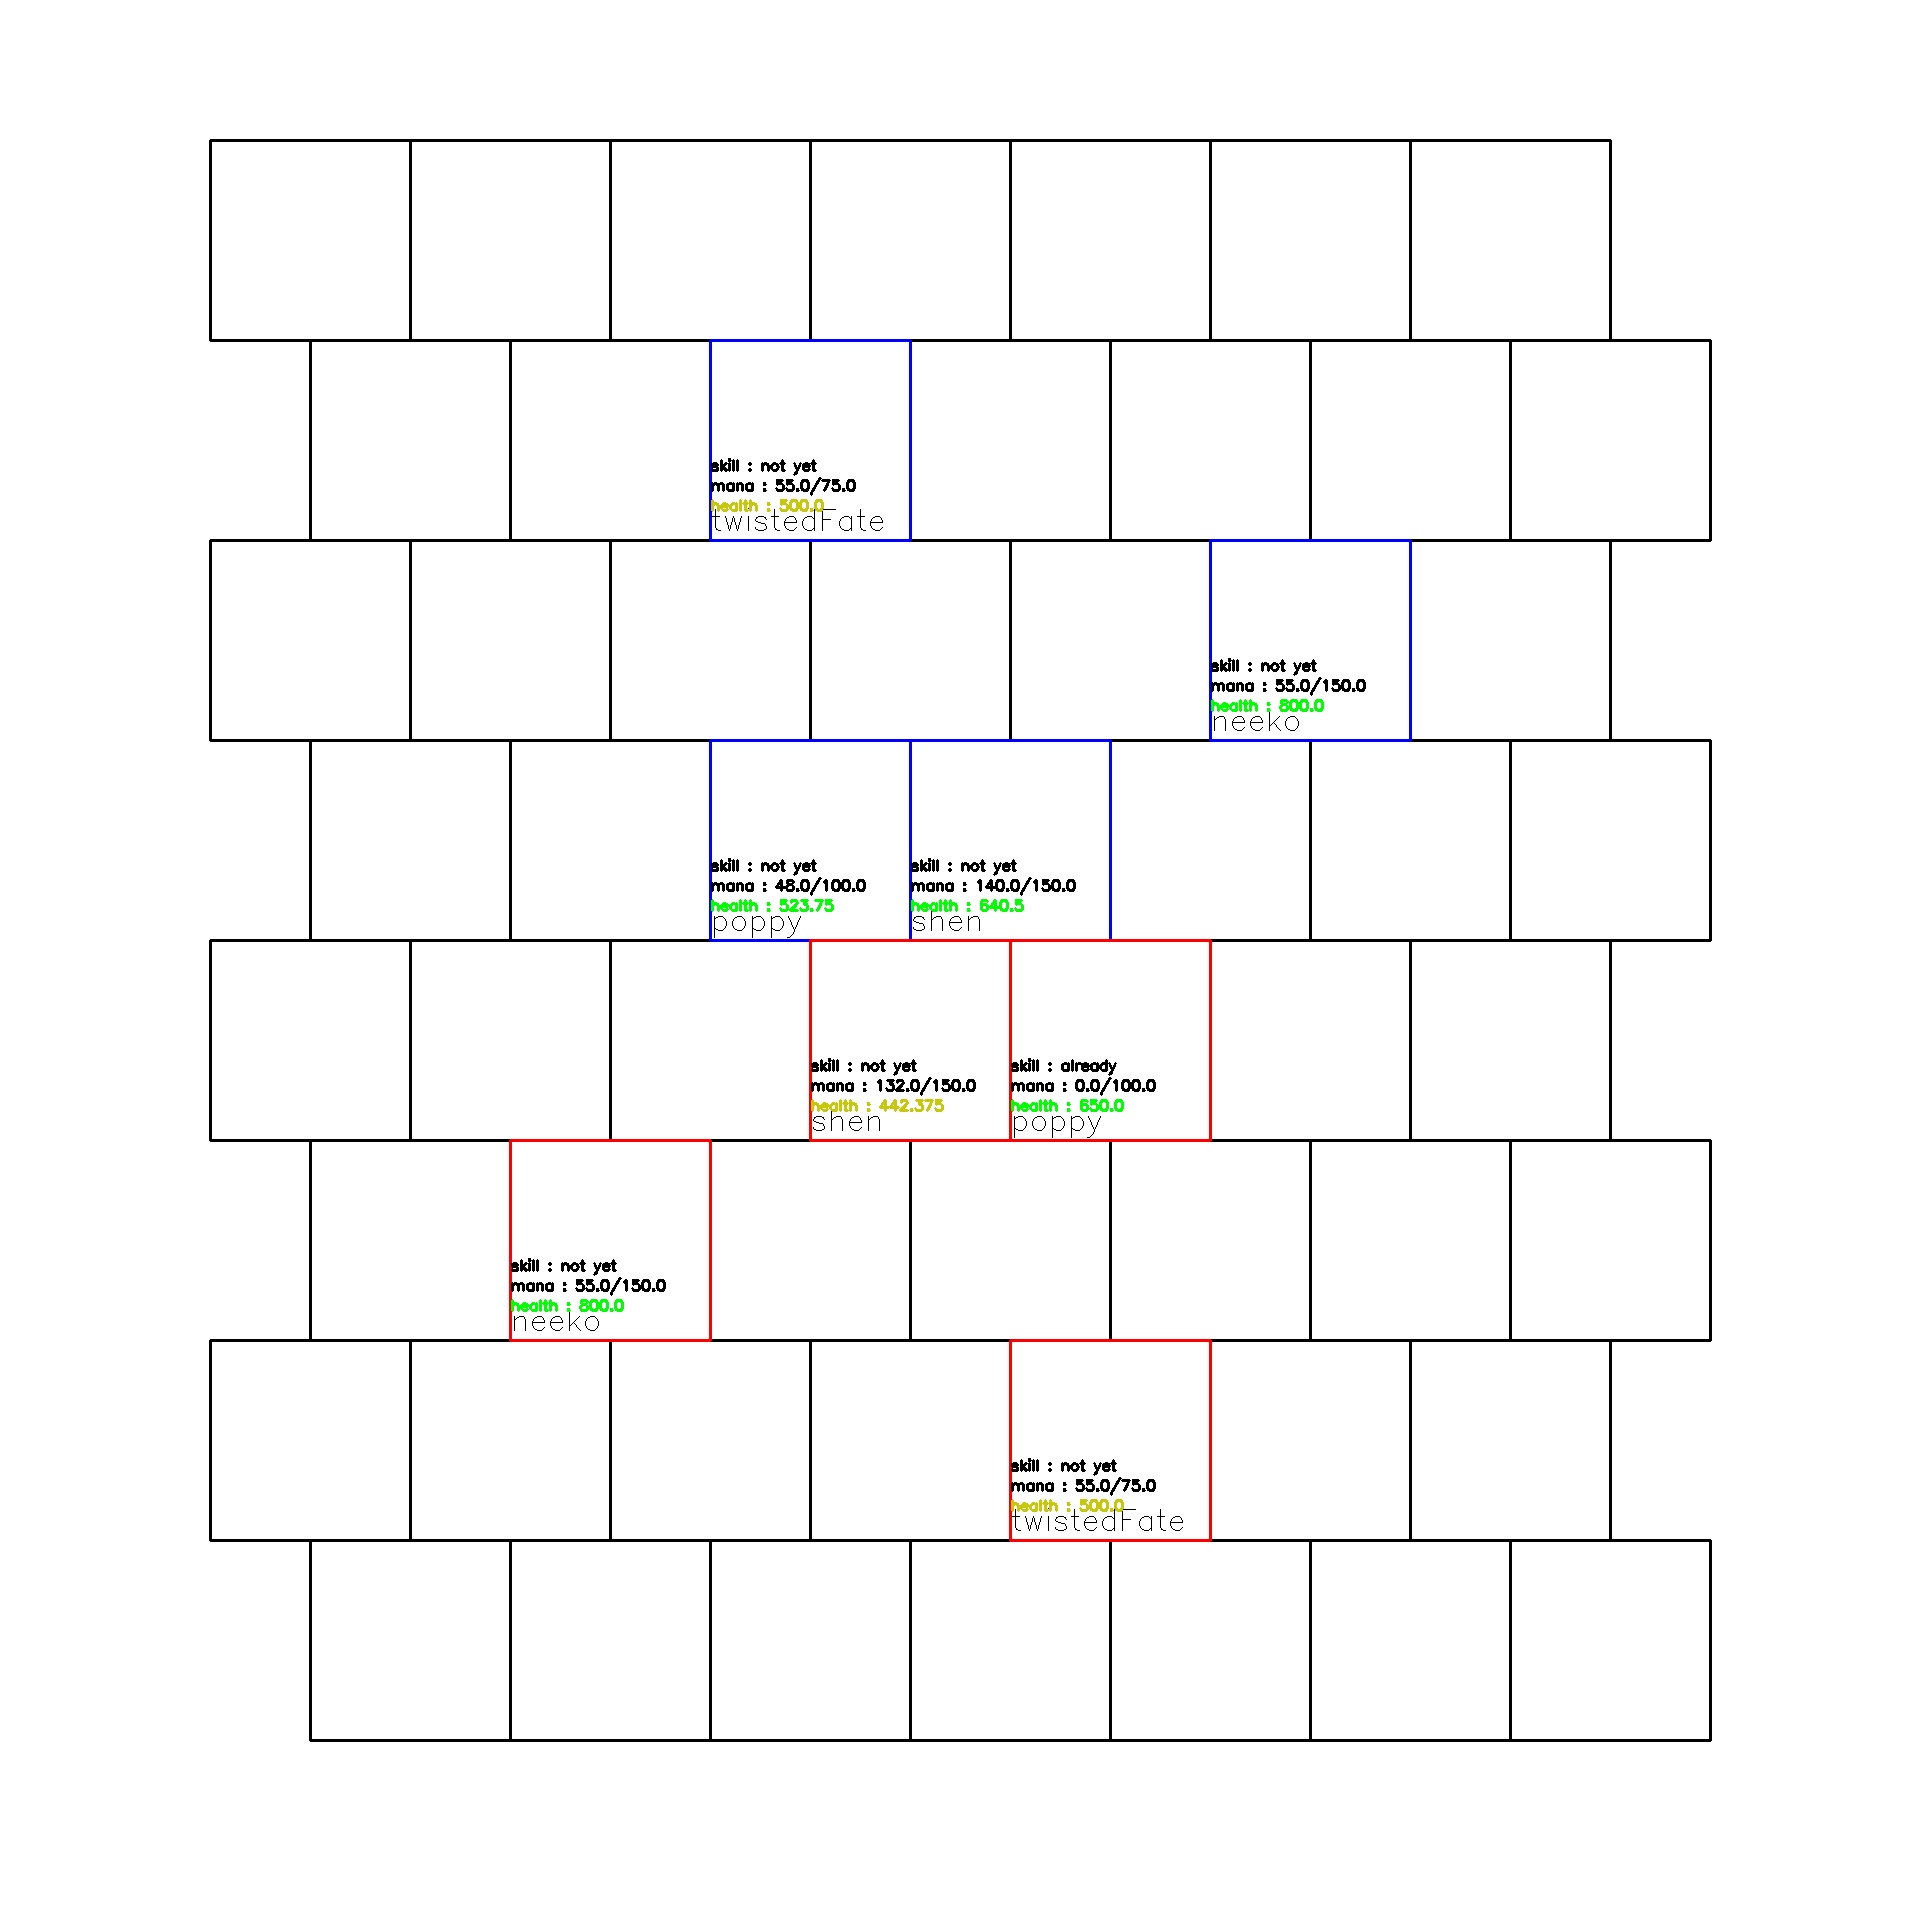 skill : not yet
mana : 55.0/75.0
health : 500.0
twistedFate
skill : not yet
mana : 55.0/150.0
health : 800.0
neeko
skill : not yet
mana : 48.0/100.0
health : 523.75
poppy
skill : not yet
mana : 140.0/150.0
health : 640.5
shen
skill : not yet
mana : 132.0/150.0
health : 442.375
shen
skill : already
mana : 0.0/100.0
health : 650.0
poppy
skill : not yet
mana : 55.0/150.0
health : 800.0
neeko
skill : not yet
mana : 55.0/75.0
health : 500.0
twistedFate